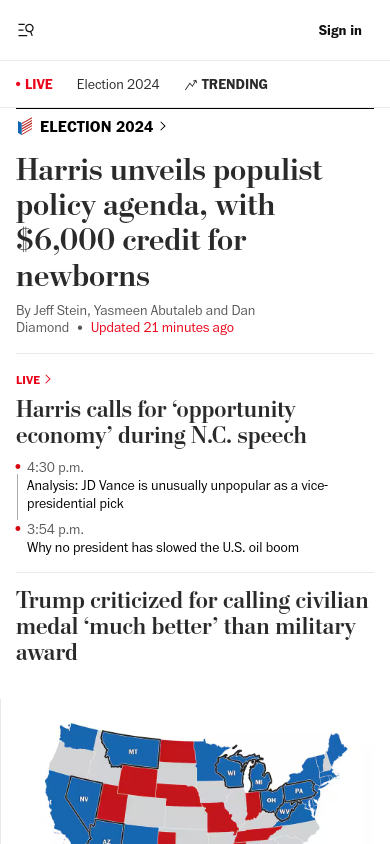 Sign in
LIVE
Election 2024
TRENDING
ELECTION 2024
Harris unveils populist
policy agenda, with
$6,000 credit for
newborns
By Jeff Stein, Yasmeen Abutaleb and Dan
Diamond • Updated 21 minutes ago
LIVE
Harris calls for ‘opportunity
economy’ during N.C. speech
4:30 p.m.
Analysis: JD Vance is unusually unpopular as a vice-
presidential pick
3:54 p.m.
Why no president has slowed the U.S. oil boom
Trump criticized for calling civilian
medal ‘much better’ than military
award
MT
WI
MI
NV
OH
PA
WV
AZ